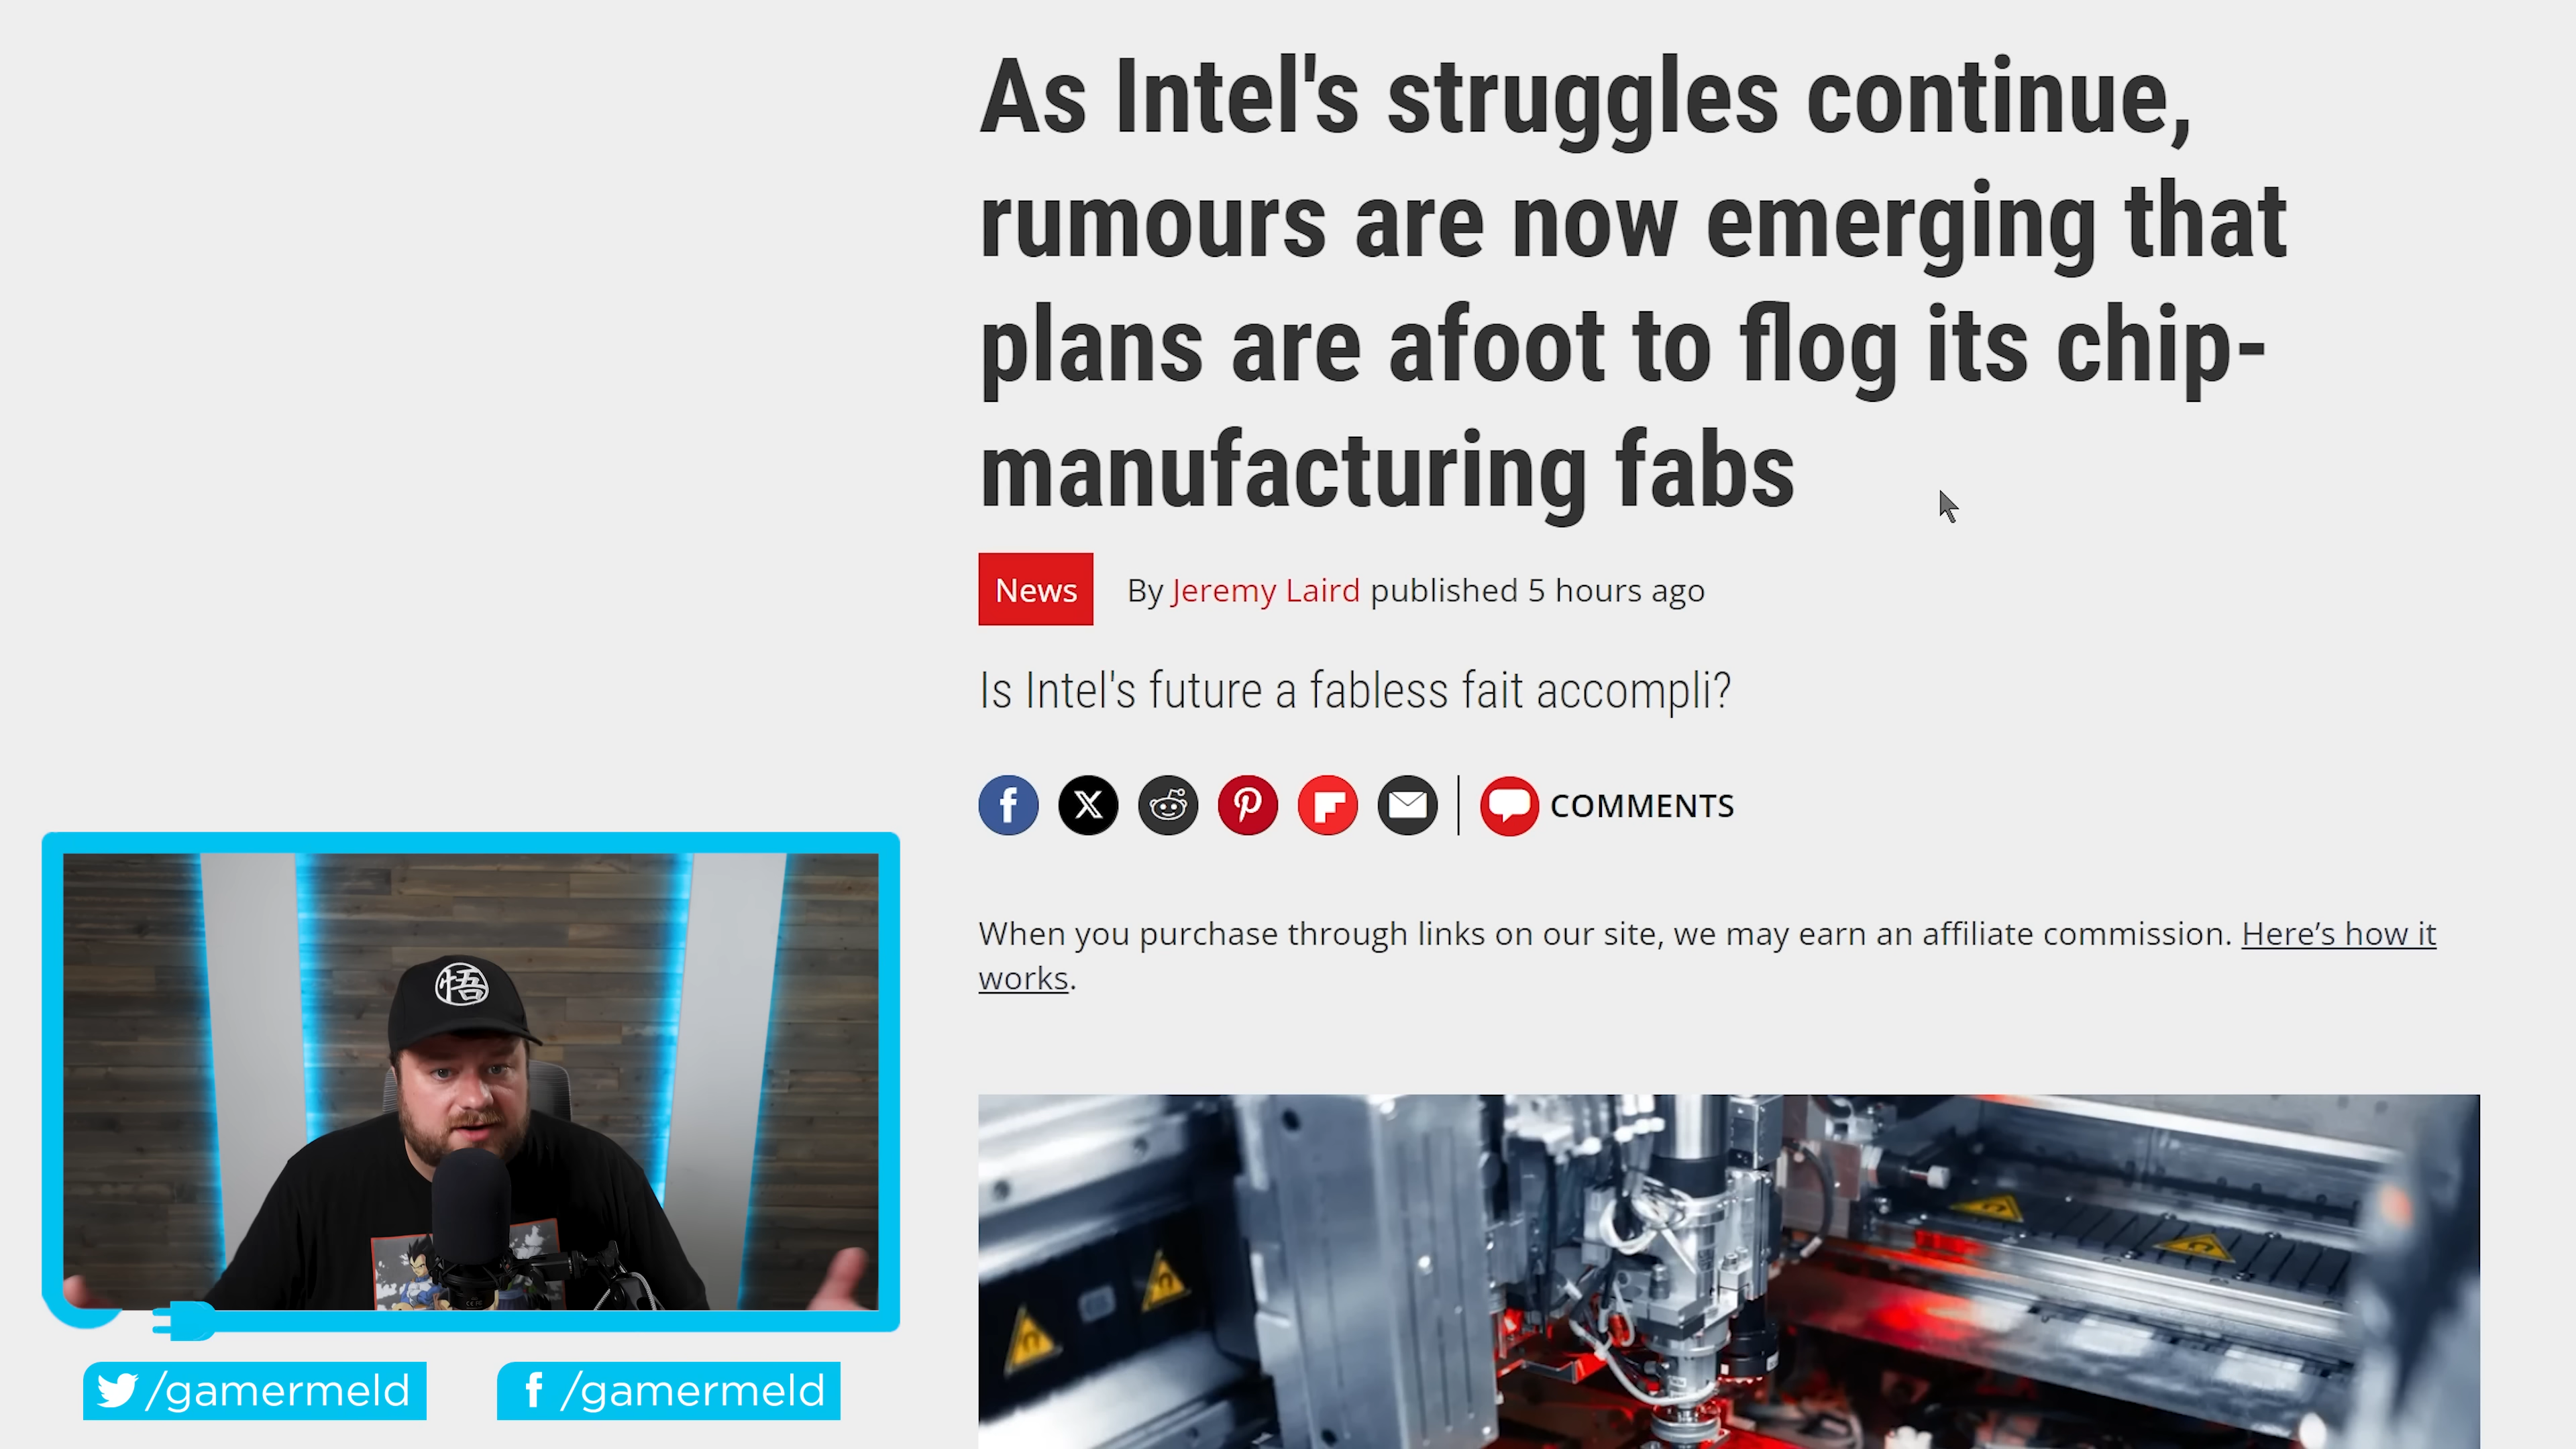 As Intel's struggles continue,
rumours are now emerging that
plans are afoot to flog its chip-
manufacturing fabs
News
By Jeremy Laird published 5 hours ago
Is Intel's future a fabless fait accompli?
COMMENTS
When you purchase through links on our site, we may earn an affiliate commission. Here’s how it
works.
悟
/gamermeld
/gamermeld